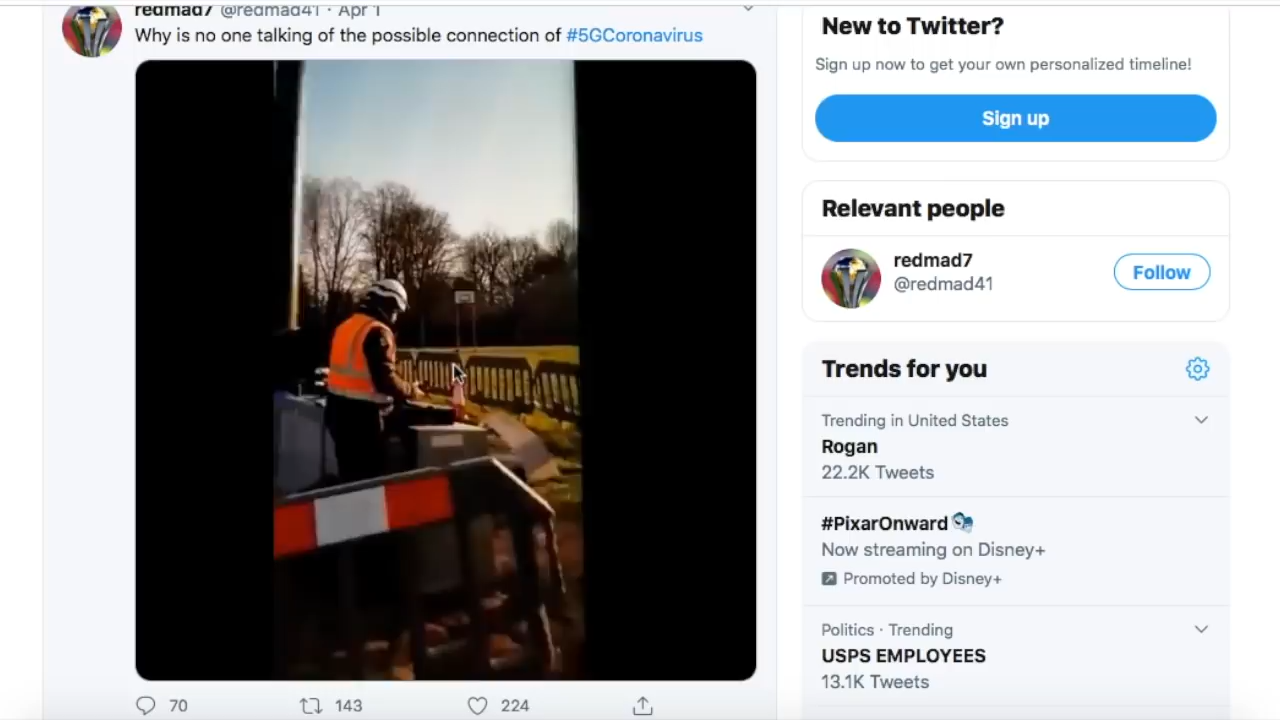 redmad7 @redmad41 · Apr 1
Why is no one talking of the possible connection of #5GCoronavirus
70
143
224
New to Twitter?
Sign up now to get your own personalized timeline!
Sign up
Relevant people
redmad7
@redmad41
Follow
Trends for you
Trending in United States
Rogan
22.2K Tweets
#PixarOnward
Now streaming on Disney+
Promoted by Disney+
Politics · Trending
USPS EMPLOYEES
13.1K Tweets